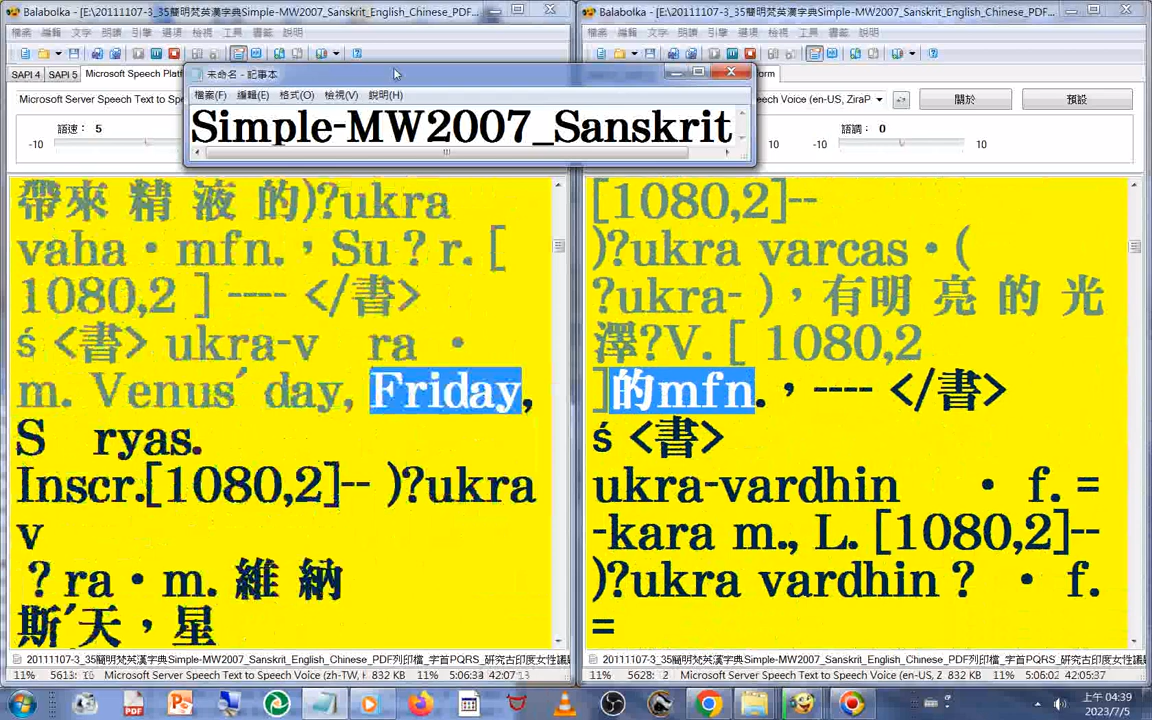 Balabolka - [E:\20111107-3_35簡明梵英漢字典Simple-MW2007_Sanskrit_English_Chinese_PDF...
檔案 編輯 文字 朗讀 引擎 選項 檢視 工具 書籤 說明
SAPI 4 SAPI 5 Microsoft Speech Platf
Microsoft Server Speech Text to Sp
語速： 5
-10
帶來 精 液 的)?ukra
vaha・mfn.，Su ? r. [
1080,2 ] ---- </書>
ś <書> ukra-v ra ・
m. Venus´ day, Friday,
S ryas.
Inscr.[1080,2]-- )?ukra
v
? ra・m. 維 納
斯´天，星
20111107-3_35簡明梵英漢字典Simple-MW2007_Sanskrit_English_Chinese_PDF列印檔_字首PQRS_研究古印度女性議
11% 832 KB 5:06:33 42:07:13
Microsoft Server Speech Text to Speech Voice (zh-TW, H
未命名 - 記事本
檔案(F) 編輯(E) 格式(O) 檢視(V) 說明(H)
Simple-MW2007_Sanskrit
Balabolka - [E:\20111107-3_35簡明梵英漢字典Simple-MW2007_Sanskrit_English_Chinese_PDF...
檔案 編輯 文字 朗讀 引擎 選項 檢視 工具 書籤 說明
orm
eech Voice (en-US, ZiraP 關於 預設
語調： 0
10 -10 10
[1080,2]--
)?ukra varcas・(
?ukra- )，有明 亮 的 光
澤?V. [ 1080,2
]的mfn.，---- </書>
ś <書>
ukra-vardhin ・ f. =
-kara m., L. [1080,2]--
)?ukra vardhin ? ・ f.
=
20111107-3_35簡明梵英漢字典Simple-MW2007_Sanskrit_English_Chinese_PDF列印檔_字首PQRS_研究古印度女性議
11% 5628: 2 Microsoft Server Speech Text to Speech Voice (en-US, Z 832 KB 5:06:02 42:05:37
上午 04:39
2023/7/5